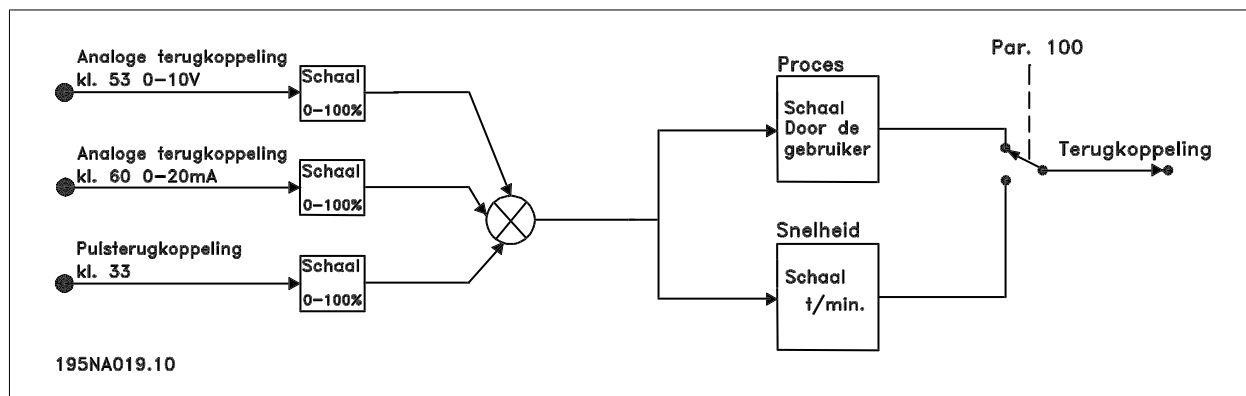 Analoge terugkoppeling
kl. 53 0-10V
Schaal
0-100%
Analoge terugkoppeling
kl. 60 0-20mA
Schaal
0-100%
Pulsterugkoppeling
kl. 33
Schaal
0-100%
Proces
Schaal
Door de
gebruiker
Snelheid
Schaal
t/min.
Par. 100
Terugkoppeling
195NA019.10